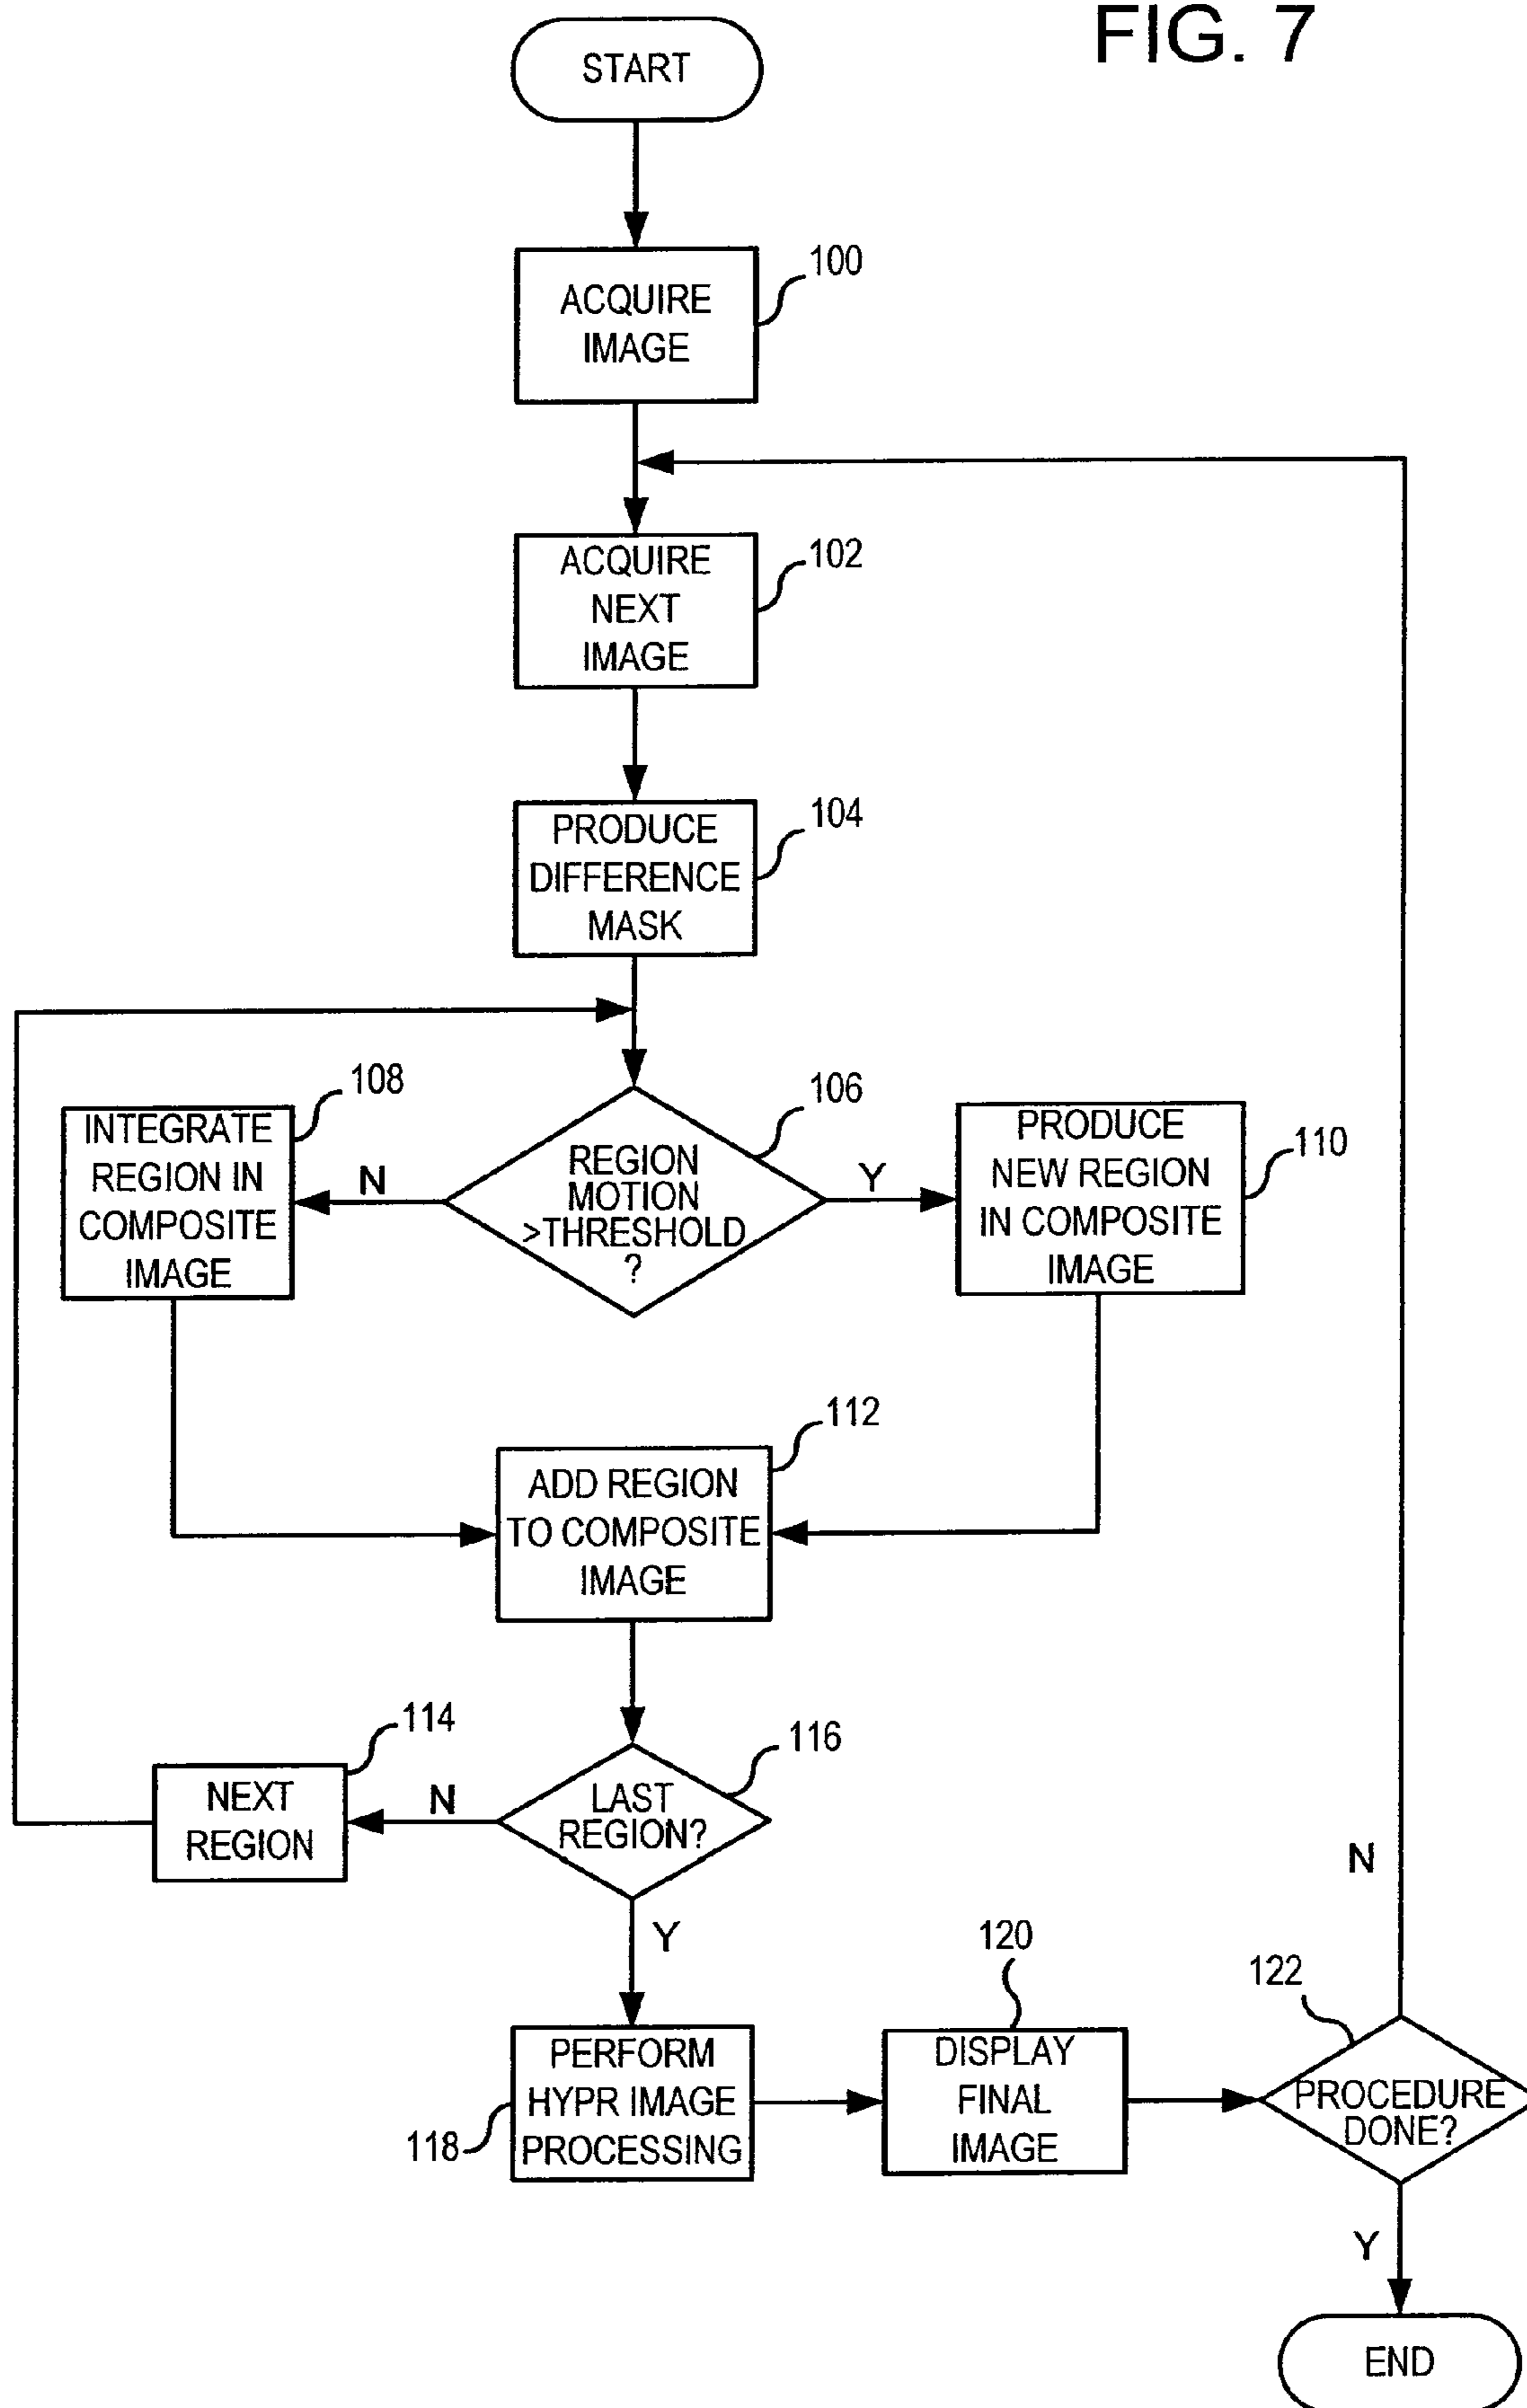 FIG. 7
START
100
ACQUIRE
IMAGE
102
ACQUIRE
NEXT
IMAGE
104
PRODUCE
DIFFERENCE
MASK
108
INTEGRATE
REGION IN
COMPOSITE
IMAGE
N
106
REGION
MOTION
>THRESHOLD
?
Y
110
PRODUCE
NEW REGION
IN COMPOSITE
IMAGE
112
ADD REGION
TO COMPOSITE
IMAGE
114
NEXT
REGION
N
116
LAST
REGION?
Y
N
118
PERFORM
HYPR IMAGE
PROCESSING
120
DISPLAY
FINAL
IMAGE
122
PROCEDURE
DONE?
Y
END